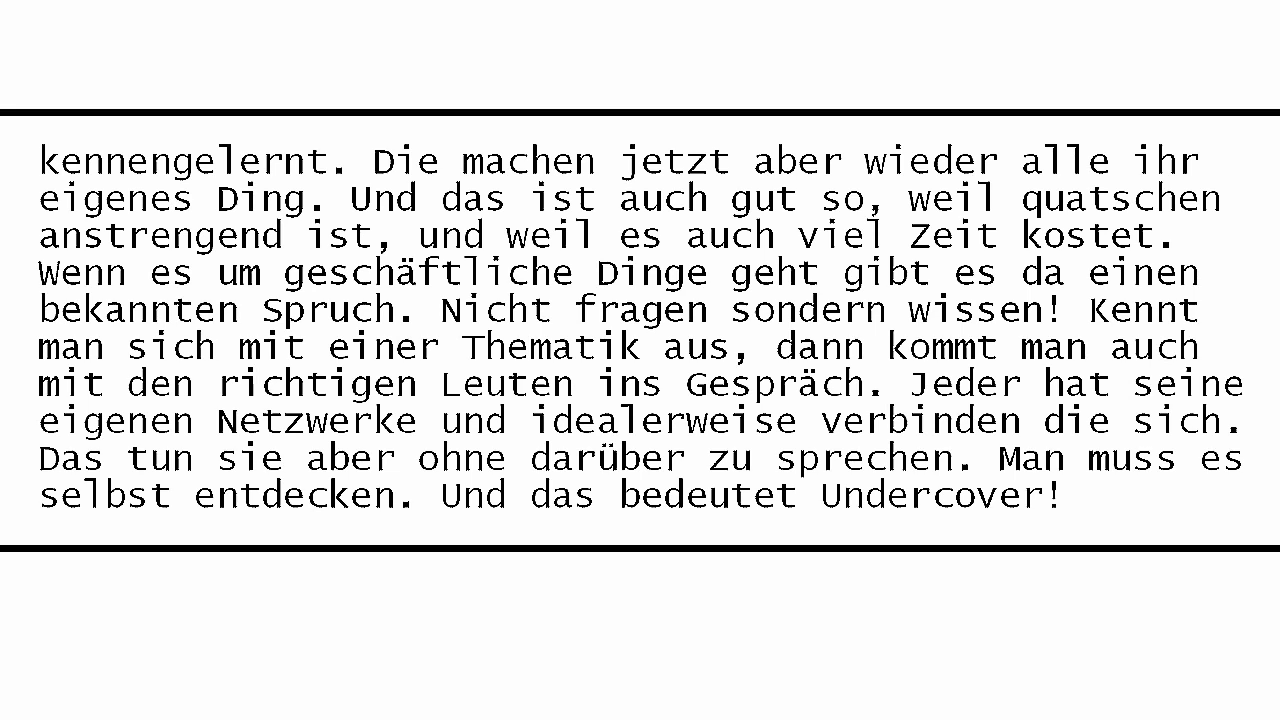 kennengelernt. Die machen jetzt aber wieder alle ihr
eigenes Ding. Und das ist auch gut so, weil quatschen
anstrengend ist, und weil es auch viel Zeit kostet.
Wenn es um geschäftliche Dinge geht gibt es da einen
bekannten Spruch. Nicht fragen sondern wissen! Kennt
man sich mit einer Thematik aus, dann kommt man auch
mit den richtigen Leuten ins Gespräch. Jeder hat seine
eigenen Netzwerke und idealerweise verbinden die sich.
Das tun sie aber ohne darüber zu sprechen. Man muss es
selbst entdecken. Und das bedeutet Undercover!